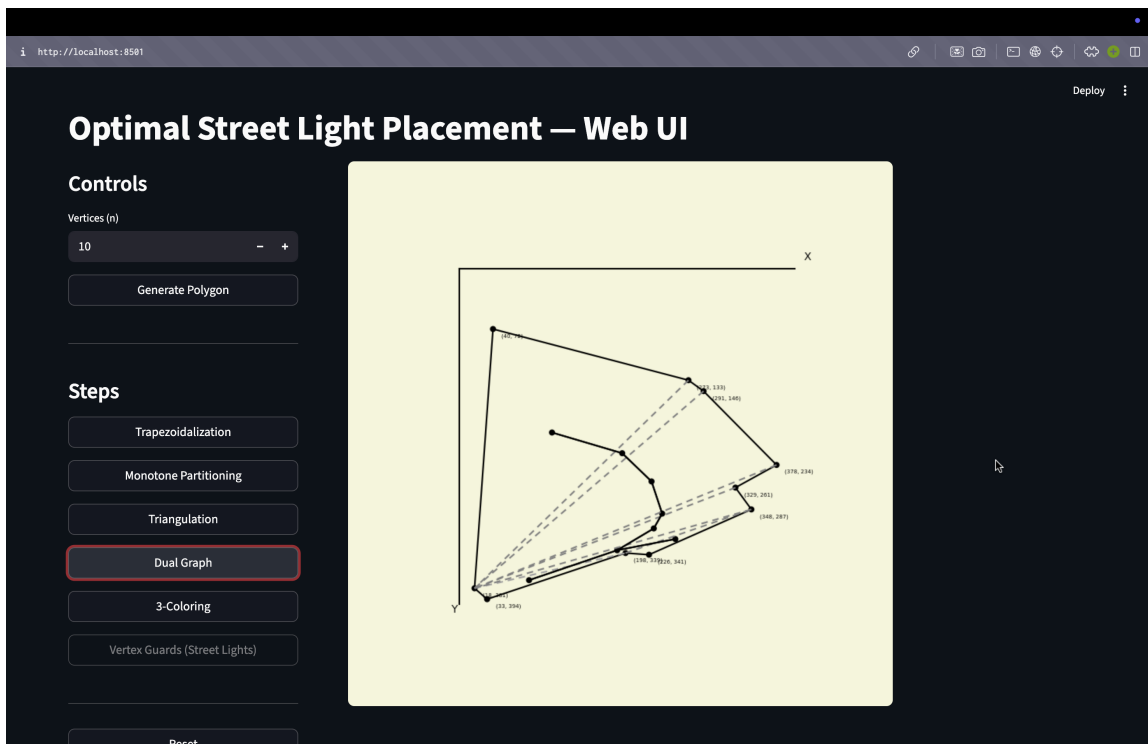 http://localhost:8501
Deploy
Optimal Street Light Placement — Web UI
Controls
Vertices (n)
10
Generate Polygon
Steps
Trapezoidalization
Monotone Partitioning
Triangulation
Dual Graph
3-Coloring
Vertex Guards (Street Lights)
Reset
X
(273, 133)
(291, 146)
(378, 234)
(329, 261)
(348, 287)
(226, 341)
(33, 394)
Y